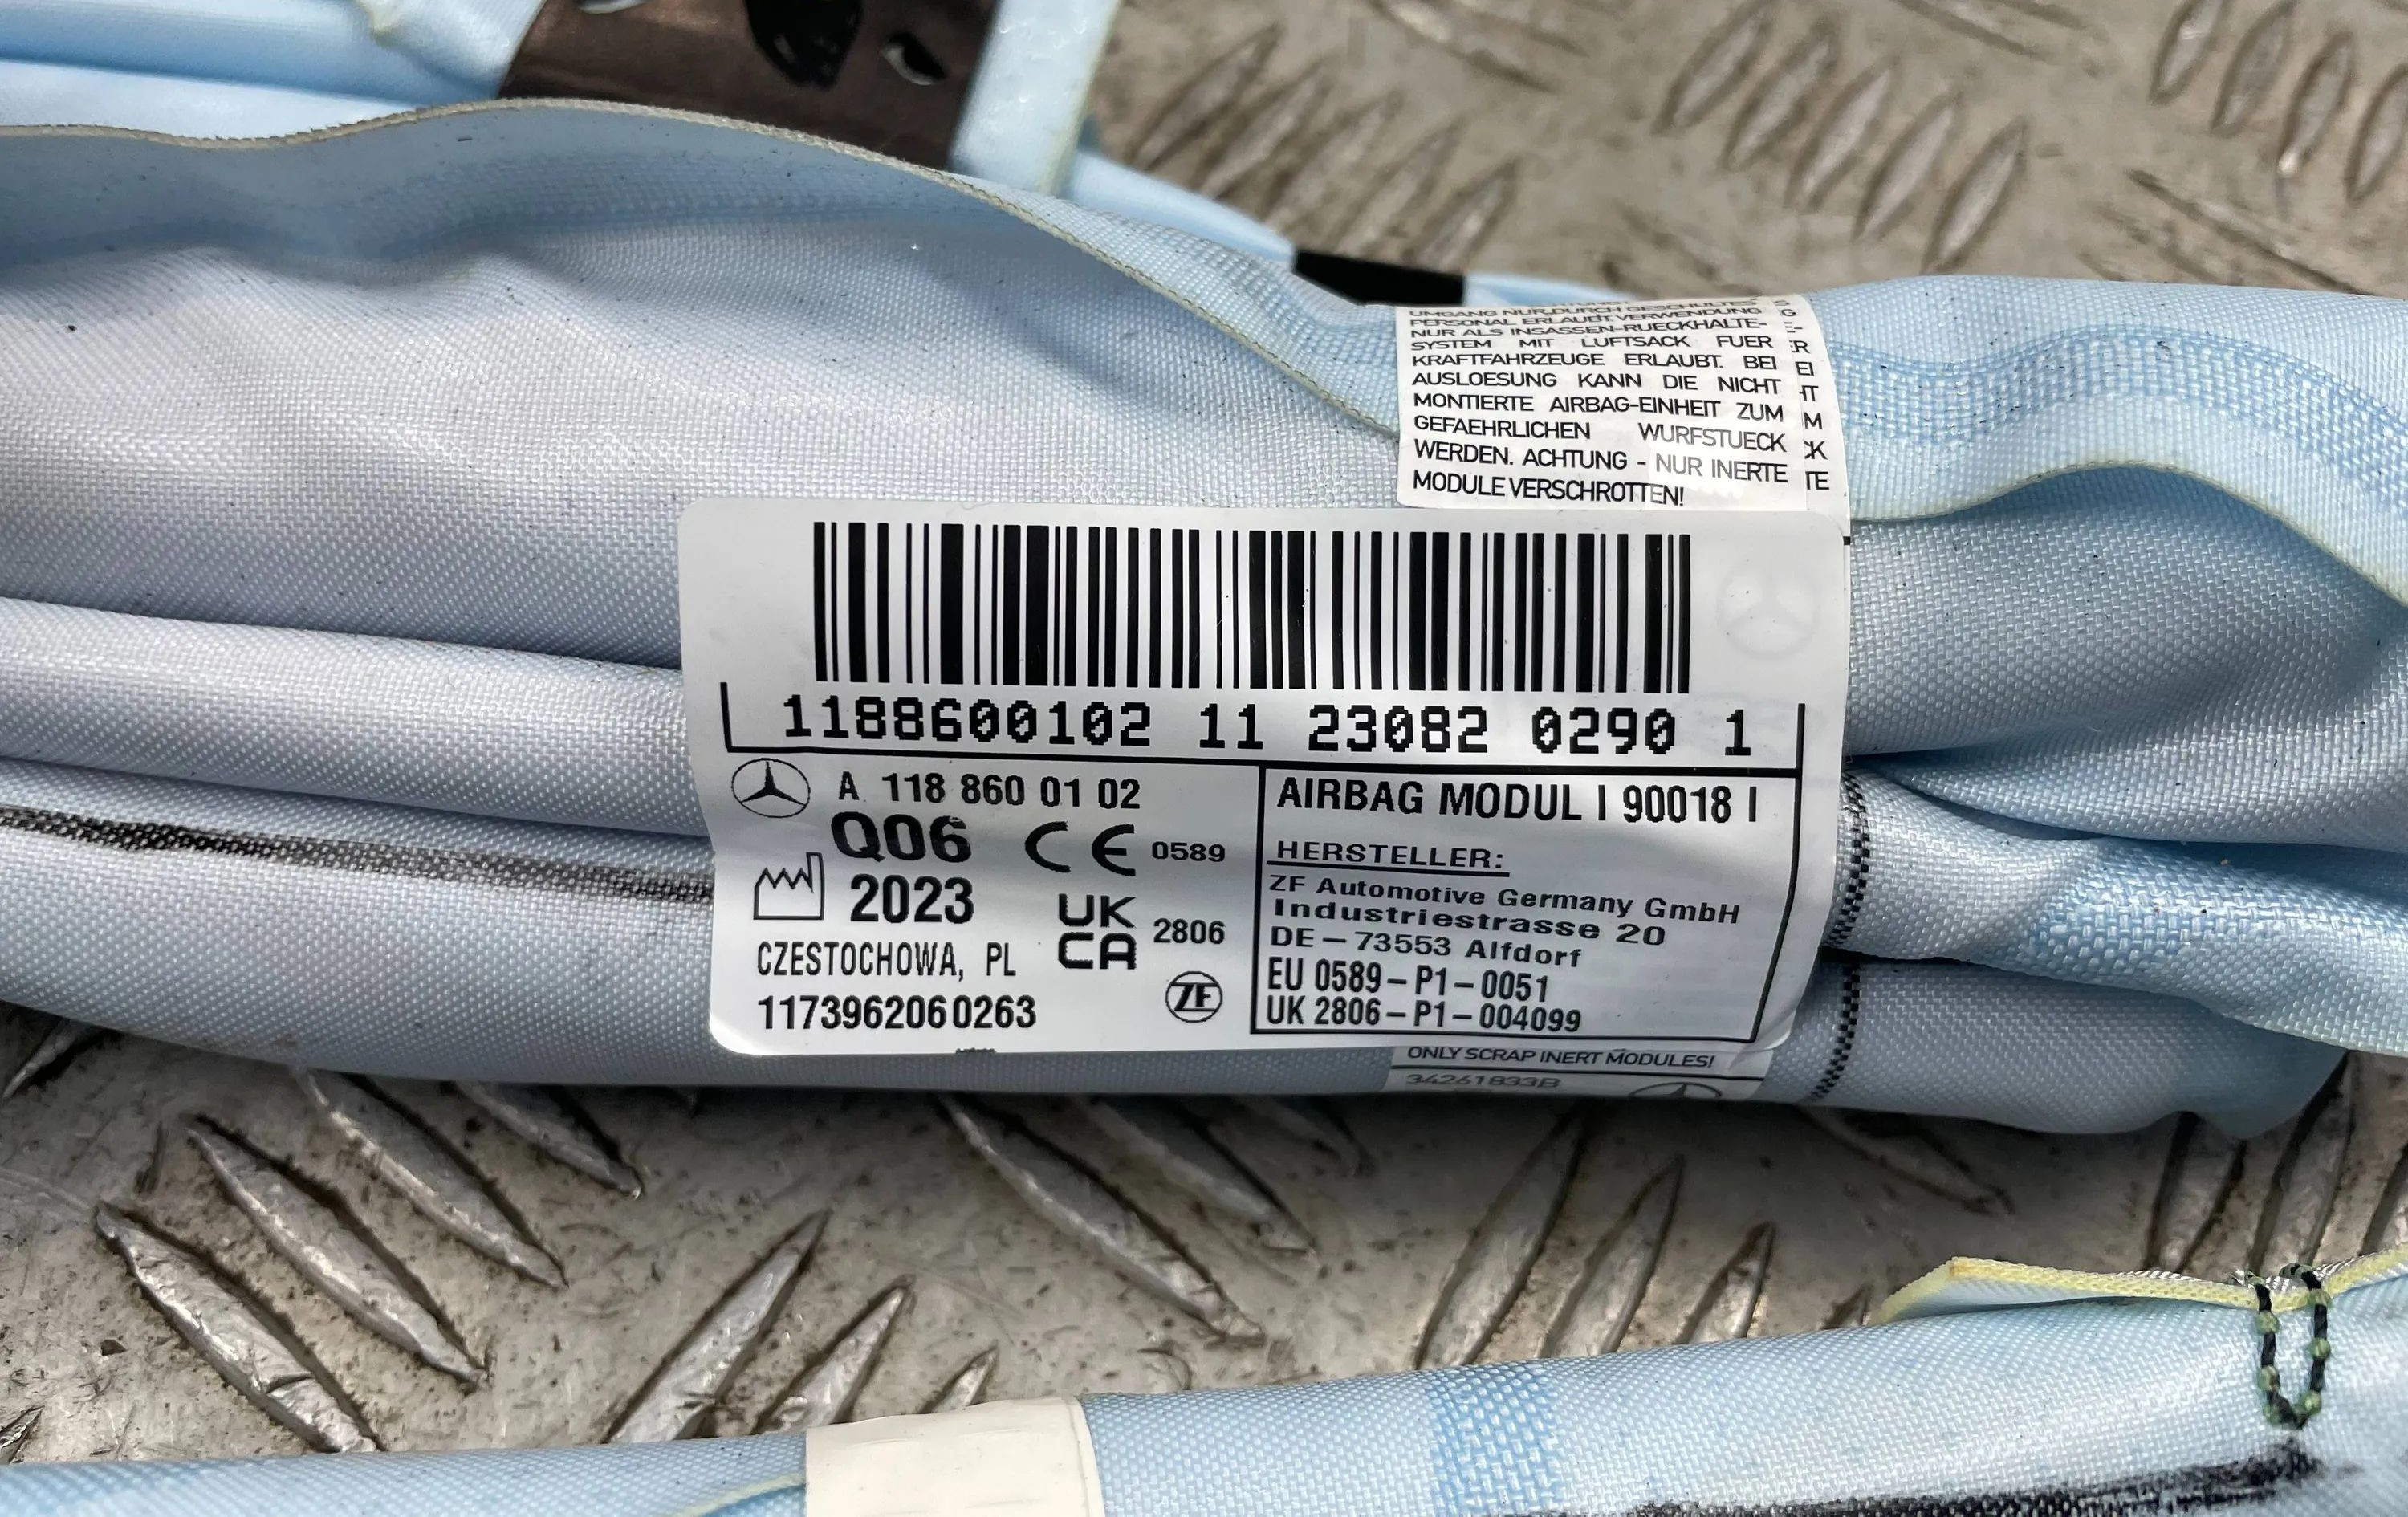 UMGANG NUR DURCH GESCHULTES
PERSONAL ERLAUBT. VERWENDUNG
NUR ALS INSASSEN-RUECKHALTE-
SYSTEM MIT LUFTSACK FUER
KRAFTFAHRZEUGE ERLAUBT. BEI
AUSLOESUNG KANN DIE NICHT
MONTIERTE AIRBAG-EINHEIT ZUM
GEFAEHRLICHEN WURFSTUECK
WERDEN. ACHTUNG - NUR INERTE
MODULE VERSCHROTTEN!
1188600102 11 23082 0290 1
A 118 860 01 02
Q06
CE 0589
2023
UK
CA 2806
CZESTOCHOWA, PL
1173962060263
ZF
AIRBAG MODUL I 90018 I
HERSTELLER:
ZF Automotive Germany GmbH
Industriestrasse 20
DE-73553 Alfdorf
EU 0589-P1-0051
UK 2806-P1-004099
ONLY SCRAP INERT MODULES!
34261833B